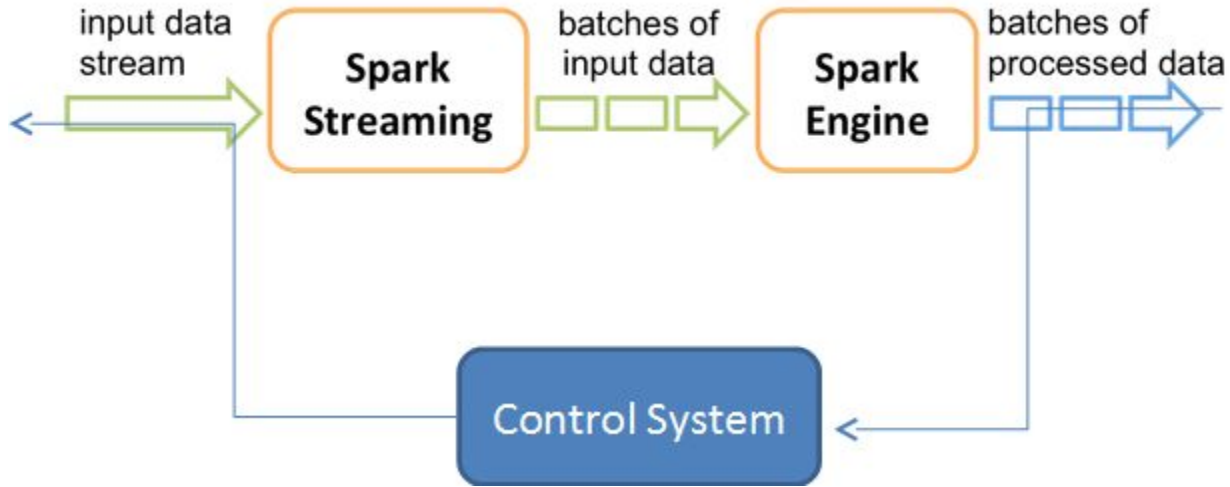 input data
stream
Spark
Streaming
batches of
input data
Spark
Engine
batches of
processed data
Control System